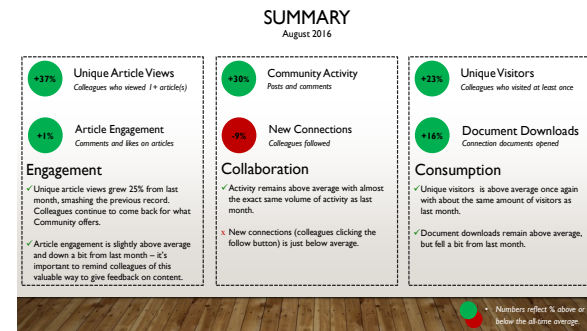 SUMMARY
August 2016
+37%
Unique Article Views
Colleagues who viewed 1+ article(s)
+1%
Article Engagement
Comments and likes on articles
Engagement
✓Unique article views grew 25% from last
month, smashing the previous record.
Colleagues continue to come back for what
Community offers.
✓Article engagement is slightly above average
and down a bit from last month – it's
important to remind colleagues of this
valuable way to give feedback on content.
+30%
Community Activity
Posts and comments
-9%
New Connections
Colleagues followed
Collaboration
✓Activity remains above average with almost
the exact same volume of activity as last
month.
x New connections (colleagues clicking the
follow button) is just below average.
+23%
Unique Visitors
Colleagues who visited at least once
+16%
Document Downloads
Connection documents opened
Consumption
✓Unique visitors is above average once again
with about the same amount of visitors as
last month.
✓Document downloads remain above average,
but fell a bit from last month.
• Numbers reflect % above o
below the all-time average.